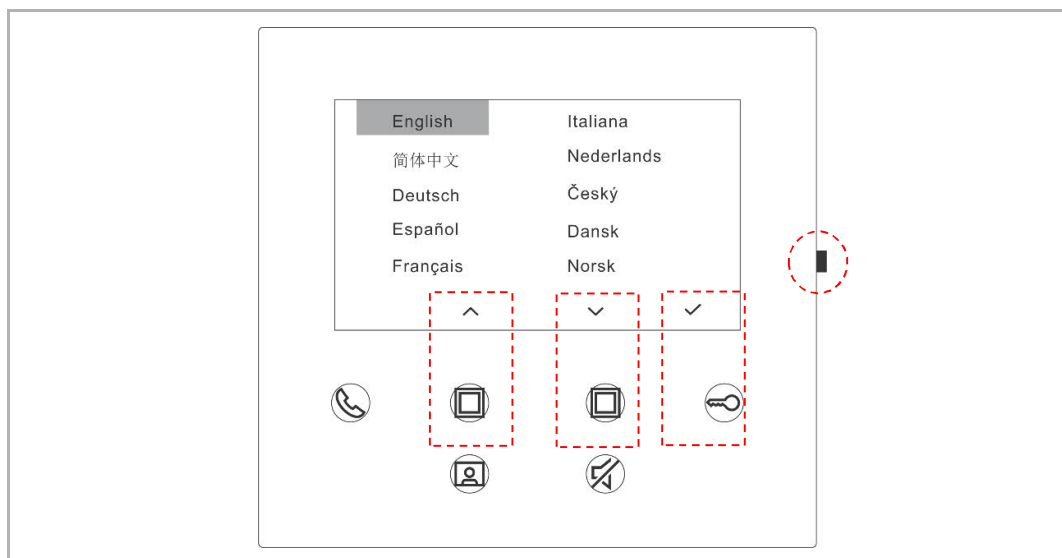 English
简体中文
Deutsch
Español
Français
Italiana
Nederlands
Český
Dansk
Norsk